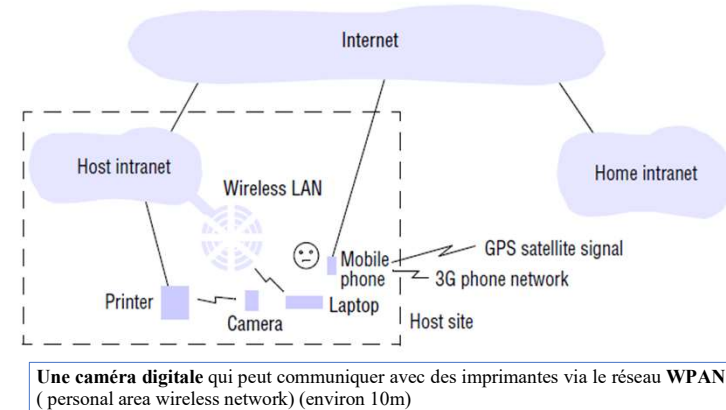 Internet
Host intranet
Wireless LAN
Home intranet
Mobile
phone
GPS satellite signal
3G phone network
Printer
Camera
Laptop
Host site
Une caméra digitale qui peut communiquer avec des imprimantes via le réseau WPAN
( personal area wireless network) (environ 10m)